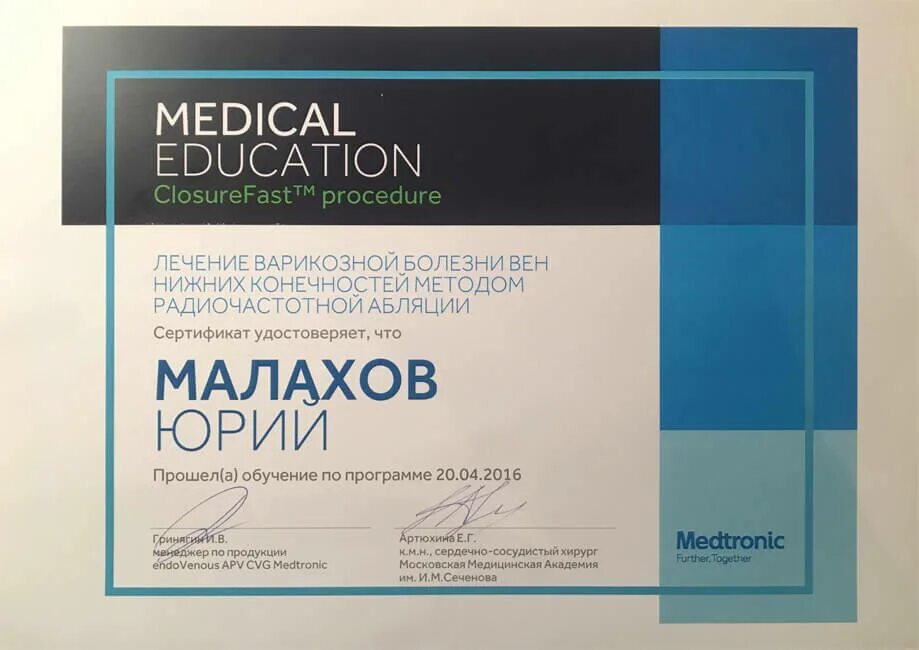 MEDICAL
EDUCATION
ClosureFast™ procedure
ЛЕЧЕНИЕ ВАРИКОЗНОЙ БОЛЕЗНИ ВЕН
НИЖНИХ КОНЕЧНОСТЕЙ МЕТОДОМ
РАДИОЧАСТОТНОЙ АБЛЯЦИИ
Сертификат удостоверяет, что
МАЛАХОВ
ЮРИЙ
Прошел(а) обучение по программе 20.04.2016
Гринягин И.В.
менеджер по продукции
endoVenous APV CVG Medtronic
Артюхина Е.Г.
к.м.н., сердечно-сосудистый хирург
Московская Медицинская Академия
им. И.М.Сеченова
Medtronic
Further, Together